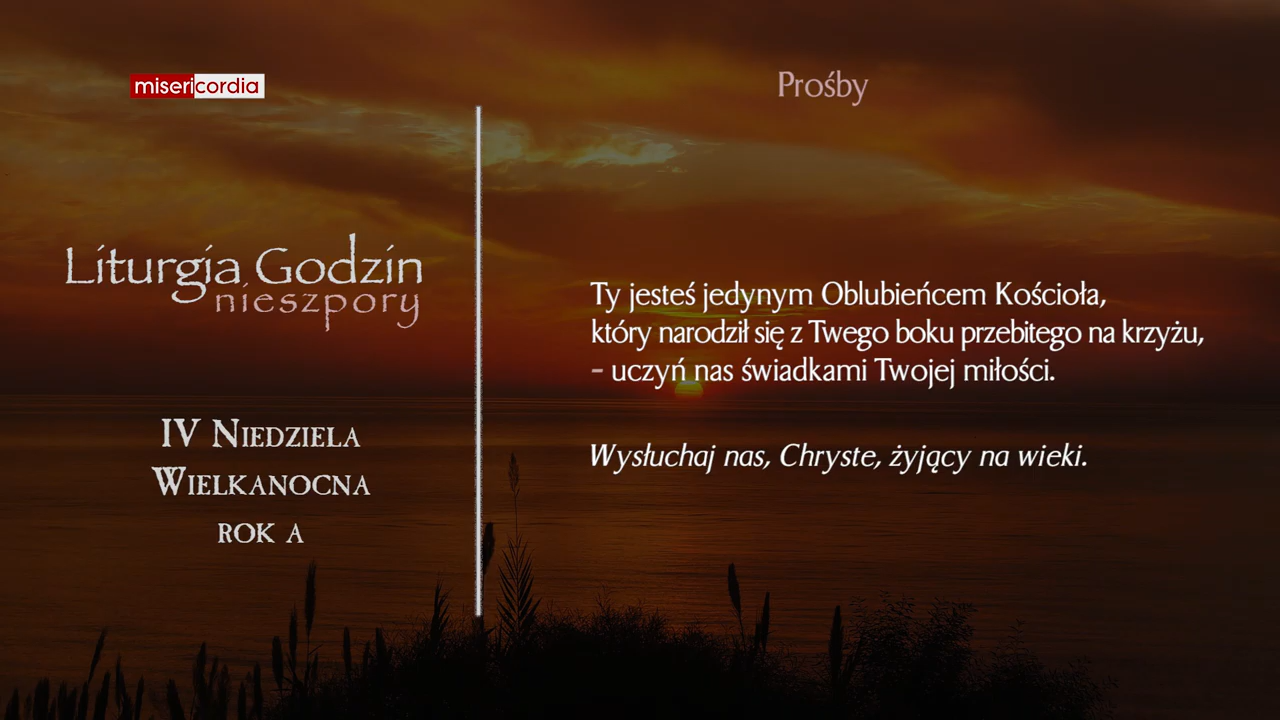 misericordia
Prośby
Liturgia Godzin
nieszpory
IV Niedziela
Wielkanocna
rok a
Ty jesteś jedynym Oblubieńcem Kościoła,
który narodził się z Twego boku przebitego na krzyżu,
- uczyń nas świadkami Twojej miłości.
Wysłuchaj nas, Chryste, żyjący na wieki.